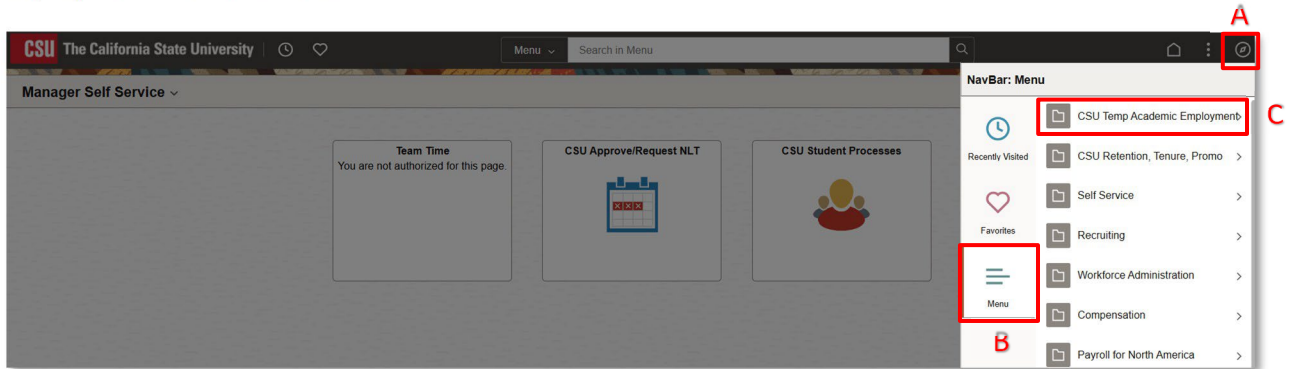 A
CSU The California State University
Menu
Search in Menu
NavBar: Menu
Manager Self Service
CSU Temp Academic Employment
C
Recently Visited
CSU Retention, Tenure, Promo
Team Time
You are not authorized for this page.
CSU Approve/Request NLT
CSU Student Processes
XXX
Self Service
Favorites
Recruiting
Workforce Administration
Menu
Compensation
B
Payroll for North America